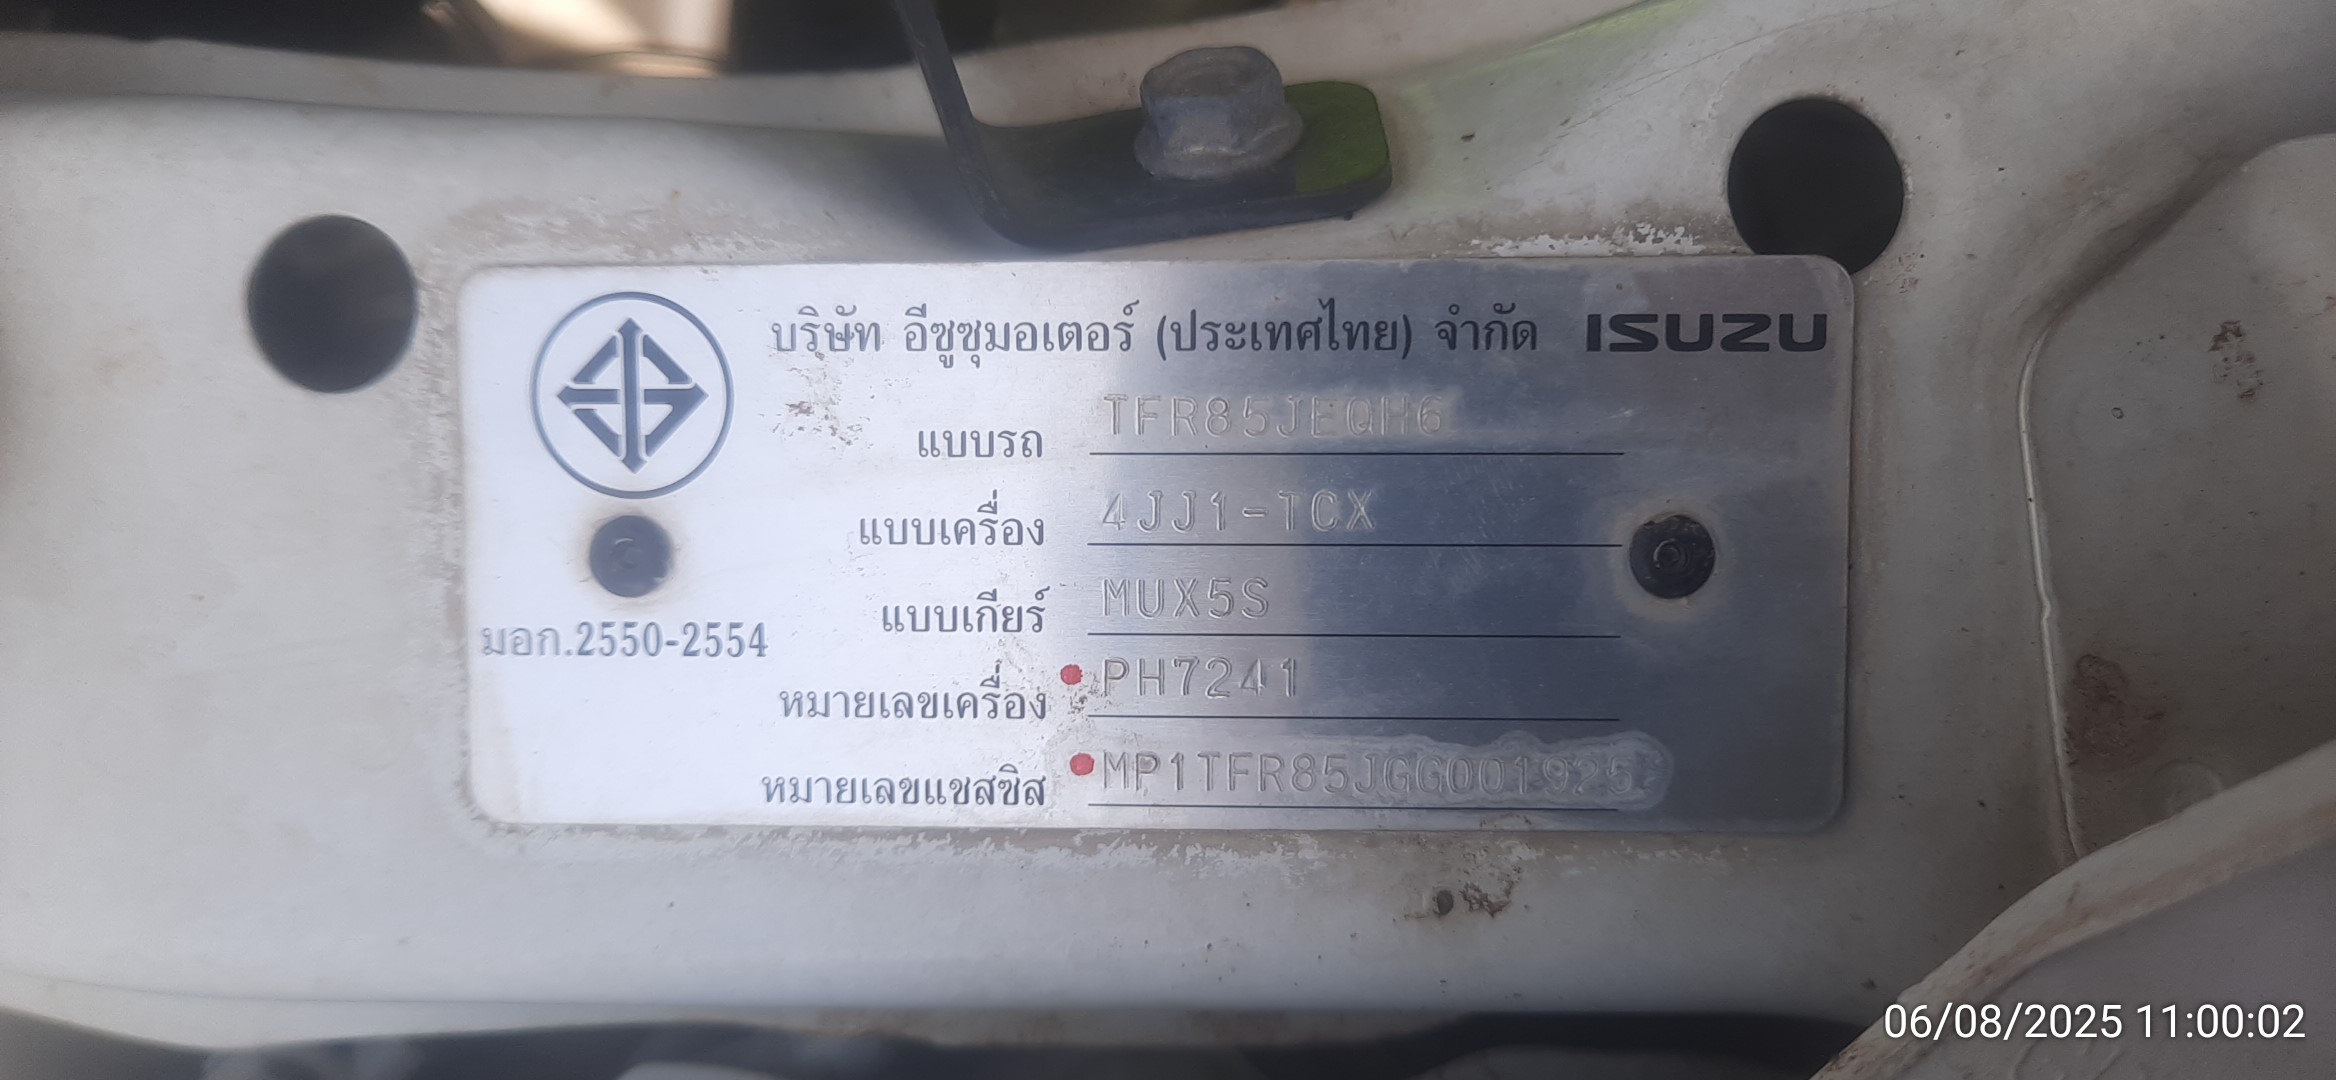 บริษัท อีซูซุมอเตอร์ (ประเทศไทย) จำกัด ISUZU
แบบรถ TFR85JEQH6
แบบเครื่อง 4JJ1-TCX
แบบเกียร์ MUX5S
มอก.2550-2554
หมายเลขเครื่อง PH7241
หมายเลขแชสซิส MP1TFR85JGG001925
06/08/2025 11:00:02